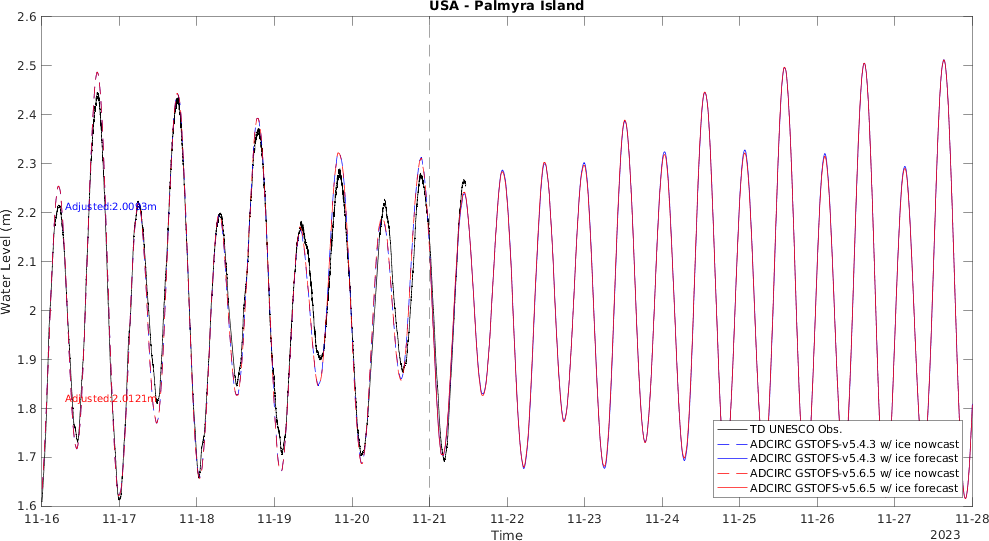 USA - Palmyra Island
2.6
2.5
2.4
2.3
2.2
2.1
2
1.9
1.8
1.7
1.6
Water Level (m)
Adjusted:2.0093m
Adjusted:2.0121m
TD UNESCO Obs.
ADCIRC GSTOFS-v5.4.3 w/ ice nowcast
ADCIRC GSTOFS-v5.4.3 w/ ice forecast
ADCIRC GSTOFS-v5.6.5 w/ ice nowcast
ADCIRC GSTOFS-v5.6.5 w/ ice forecast
11-16 11-17 11-18 11-19 11-20 11-21 11-22 11-23 11-24 11-25 11-26 11-27 11-28
Time
2023